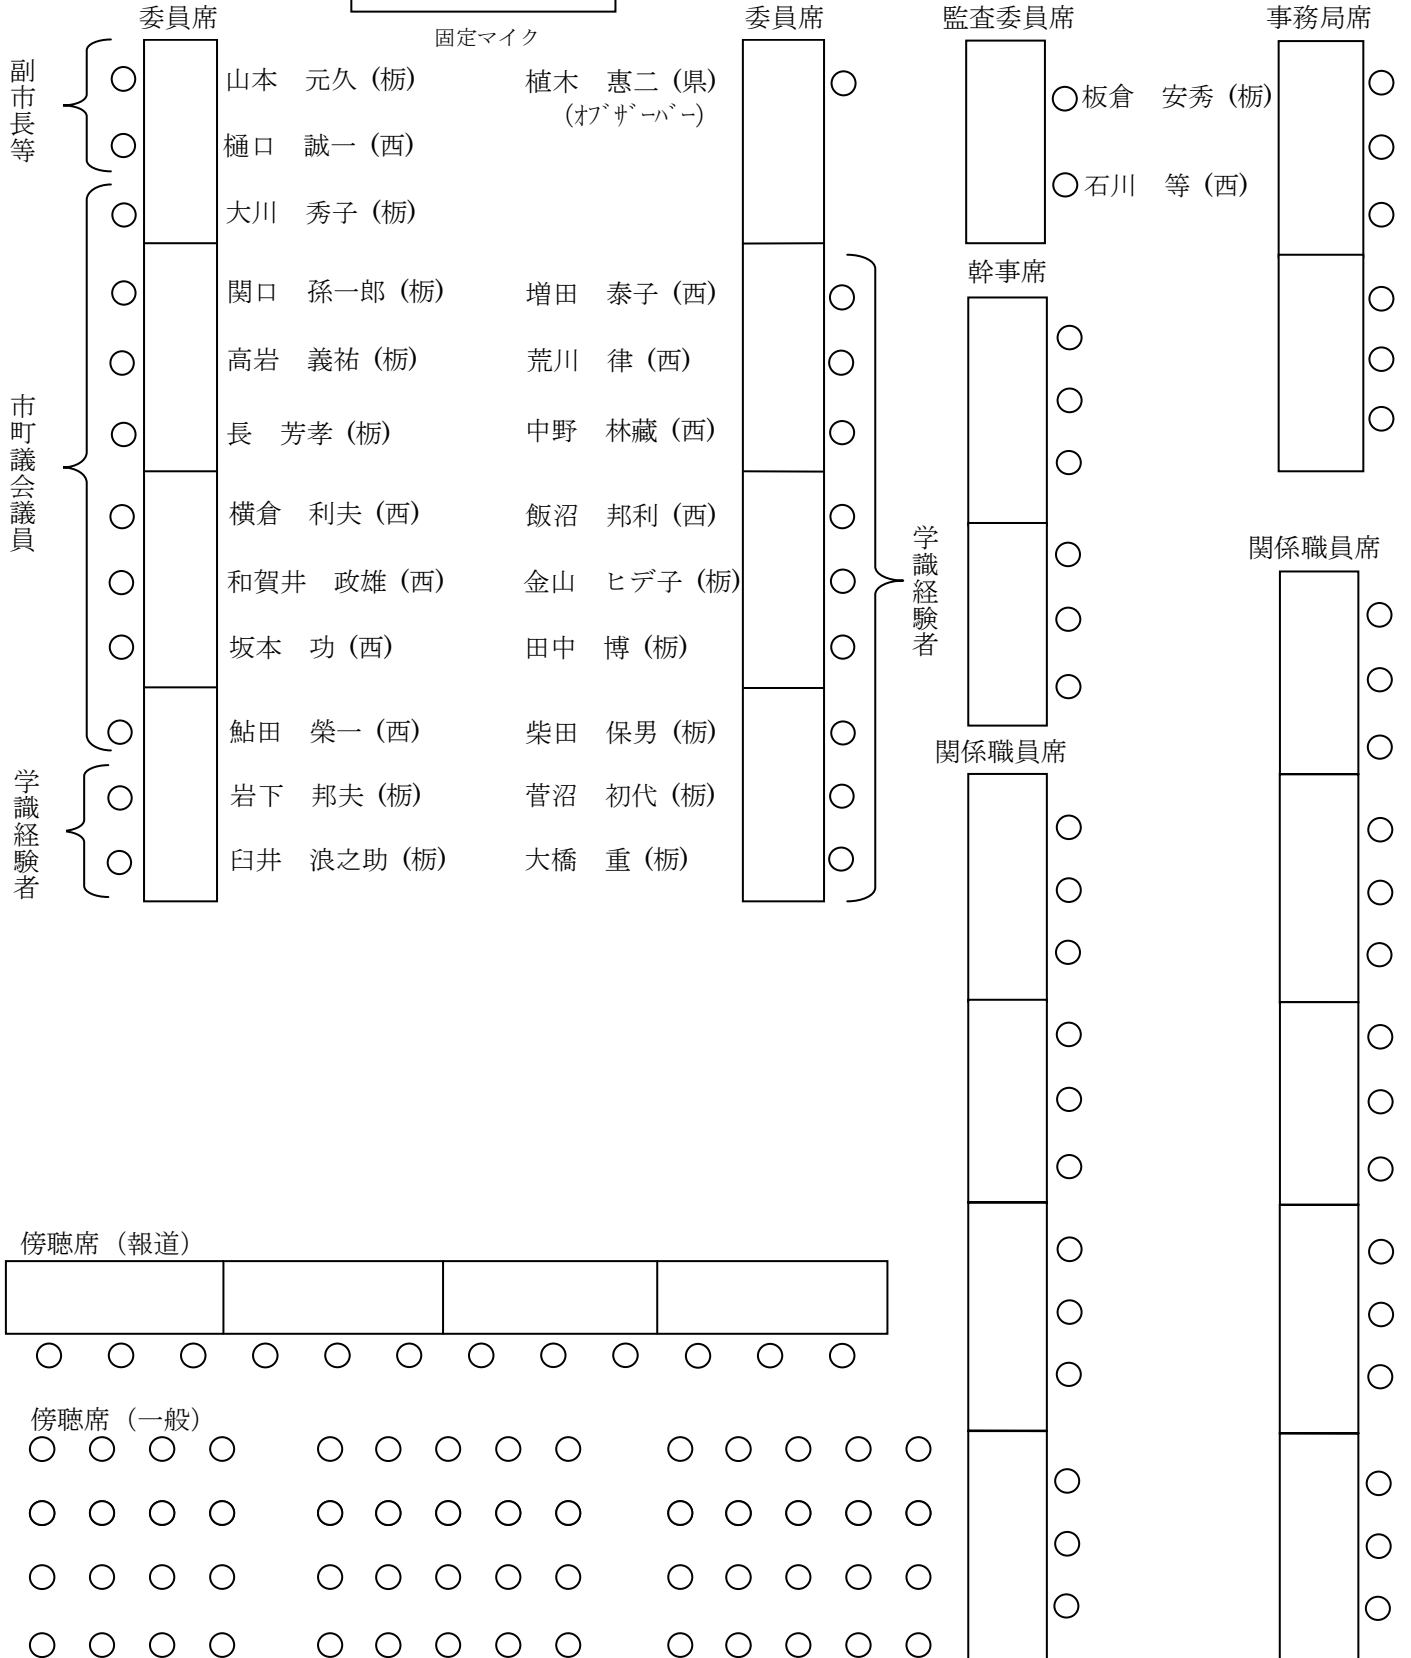 委員席
固定マイク
委員席
監査委員席
事務局席
副市長等
山本　元久 (栃)
樋口　誠一 (西)
市町議会議員
大川　秀子 (栃)
関口　孫一郎 (栃)
高岩　義祐 (栃)
長　芳孝 (栃)
横倉　利夫 (西)
和賀井　政雄 (西)
坂本　功 (西)
鮎田　榮一 (西)
学識経験者
岩下　邦夫 (栃)
臼井　浪之助 (栃)
植木　惠二 (県)
(ｵﾌﾞｻﾞｰﾊﾞｰ)
増田　泰子 (西)
荒川　律 (西)
中野　林藏 (西)
飯沼　邦利 (西)
金山　ヒデ子 (栃)
田中　博 (栃)
柴田　保男 (栃)
菅沼　初代 (栃)
大橋　重 (栃)
学識経験者
板倉　安秀 (栃)
石川　等 (西)
幹事席
関係職員席
関係職員席
傍聴席（報道）
傍聴席（一般）